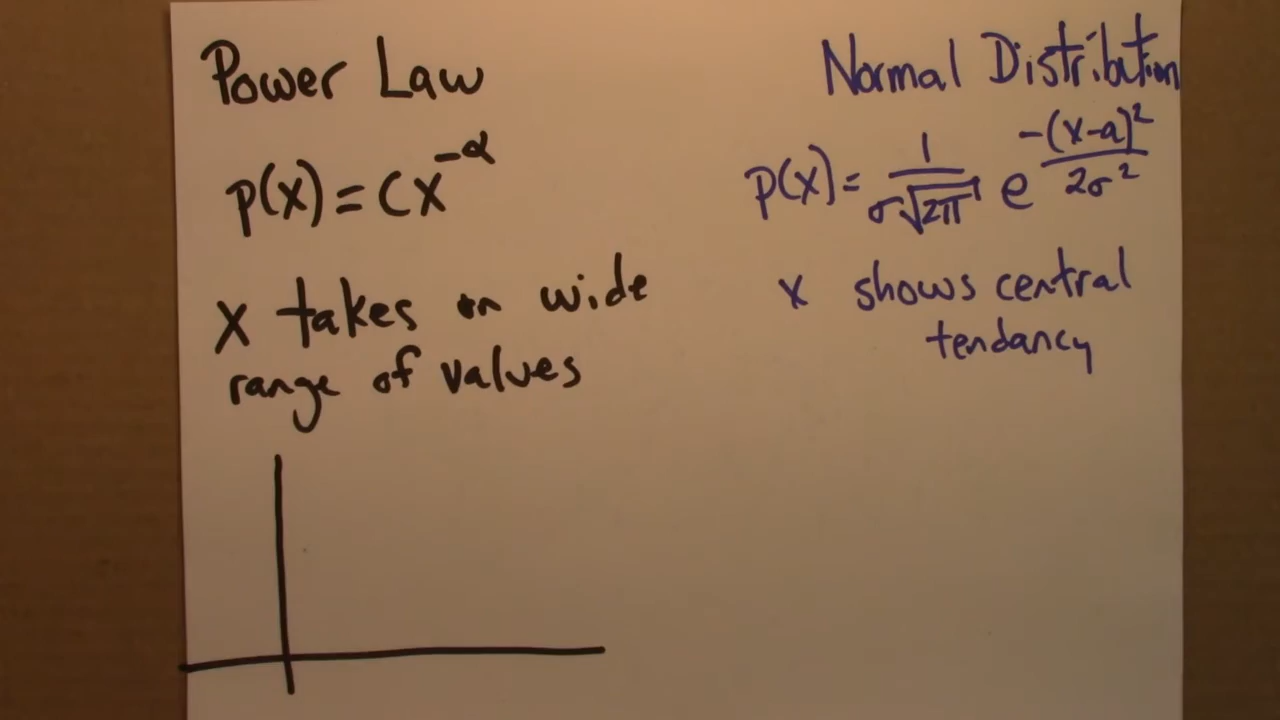 Power Law
p(x) = Cx^-α
X takes on wide
range of values
Normal Distribution
p(x) = 1/(σ√2π) e^(-(x-a)²/2σ²)
x shows central
tendancy